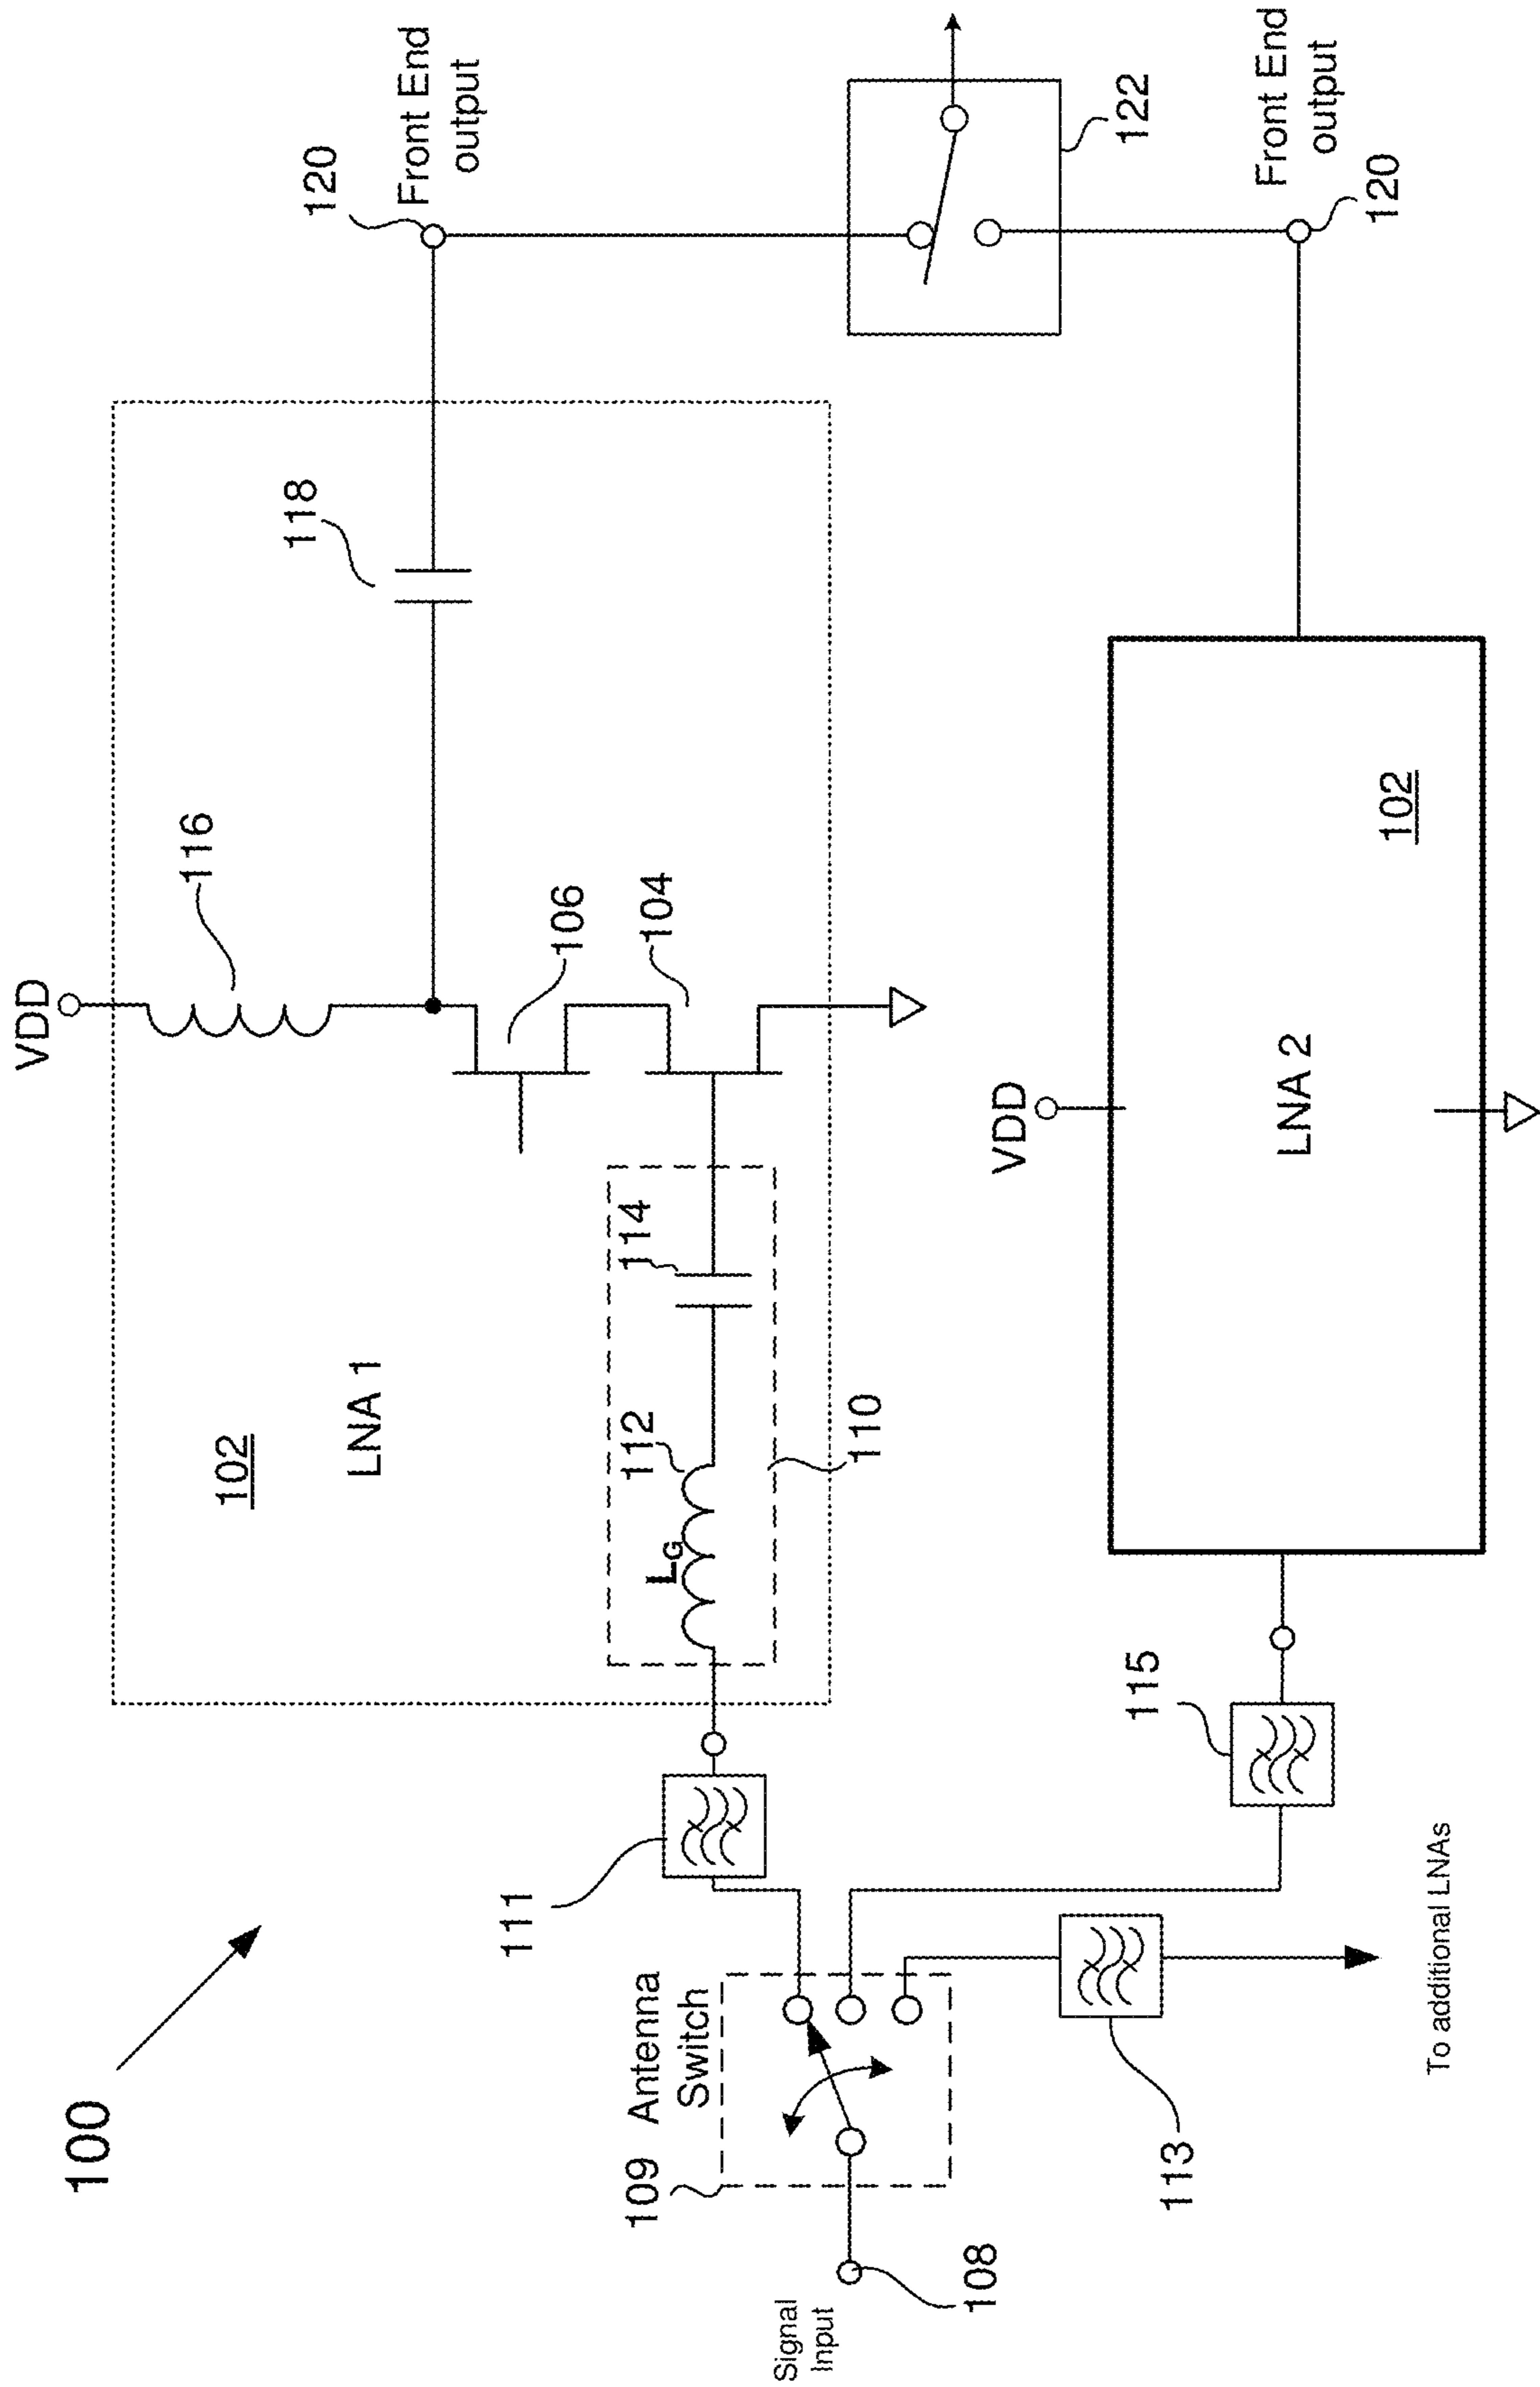 100
VDD
116
118
120
Front End
output
102
LNA 1
106
104
112
LG
114
110
111
109
Antenna
Switch
Signal
Input
108
113
To additional LNAs
115
VDD
LNA 2
102
122
Front End
output
120